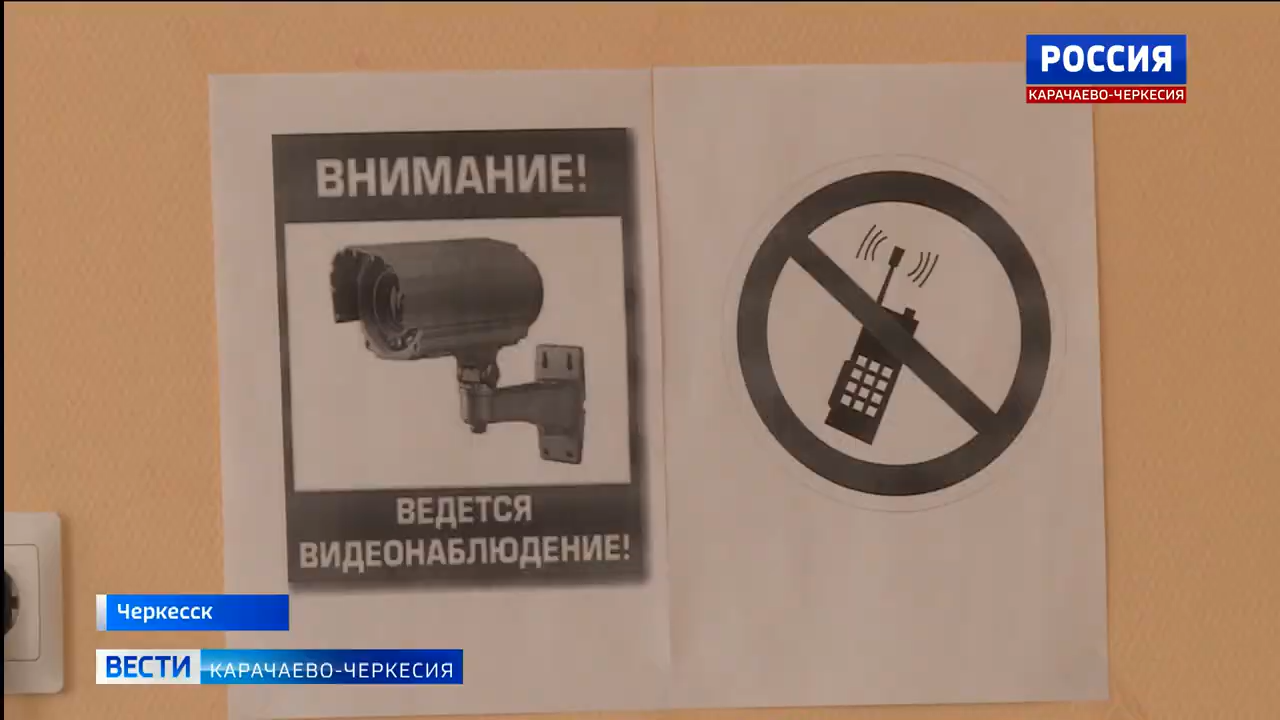 РОССИЯ
КАРАЧАЕВО-ЧЕРКЕСИЯ
ВНИМАНИЕ!
ВЕДЕТСЯ
ВИДЕОНАБЛЮДЕНИЕ!
Черкесск
ВЕСТИ КАРАЧАЕВО-ЧЕРКЕСИЯ